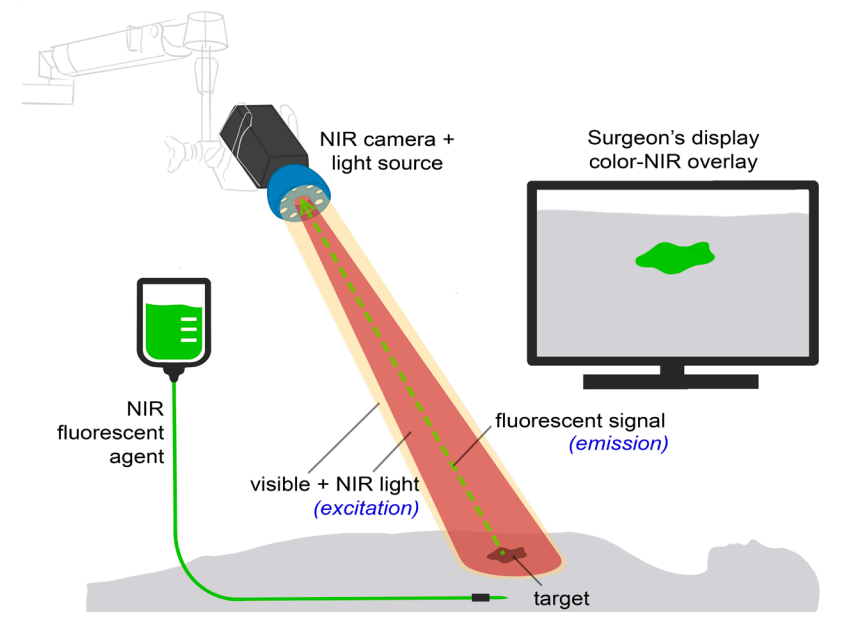 NIR camera +
light source
Surgeon's display
color-NIR overlay
NIR
fluorescent
agent
fluorescent signal
(emission)
visible + NIR light
(excitation)
target